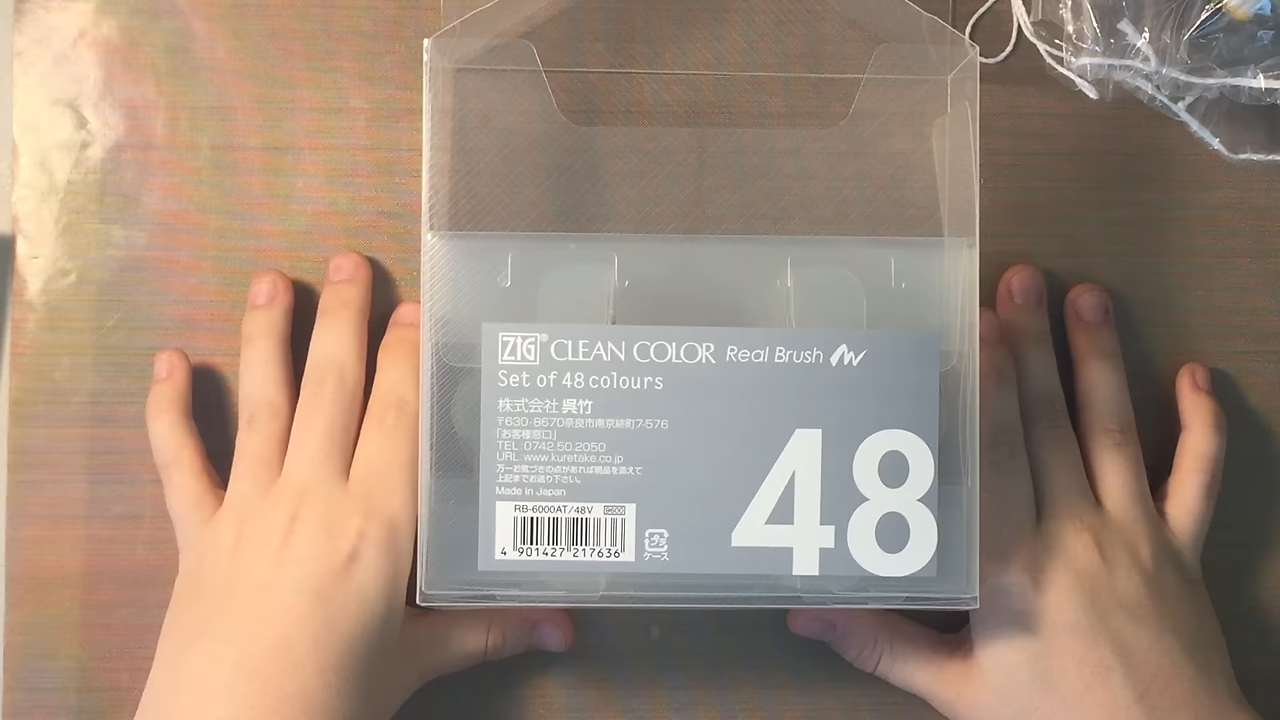 ZIG® CLEAN COLOR Real Brush
Set of 48 colours
株式会社 呉竹
〒630-8670奈良市南京終町7-576
「お客様窓口」
TEL 0742.50.2050
URL www.kuretake.co.jp
万一お気づきの点があれば現品を添えて
上記までお送り下さい。
Made in Japan
RB-6000AT/48V
4 901427 217636
プラ
ケース
48